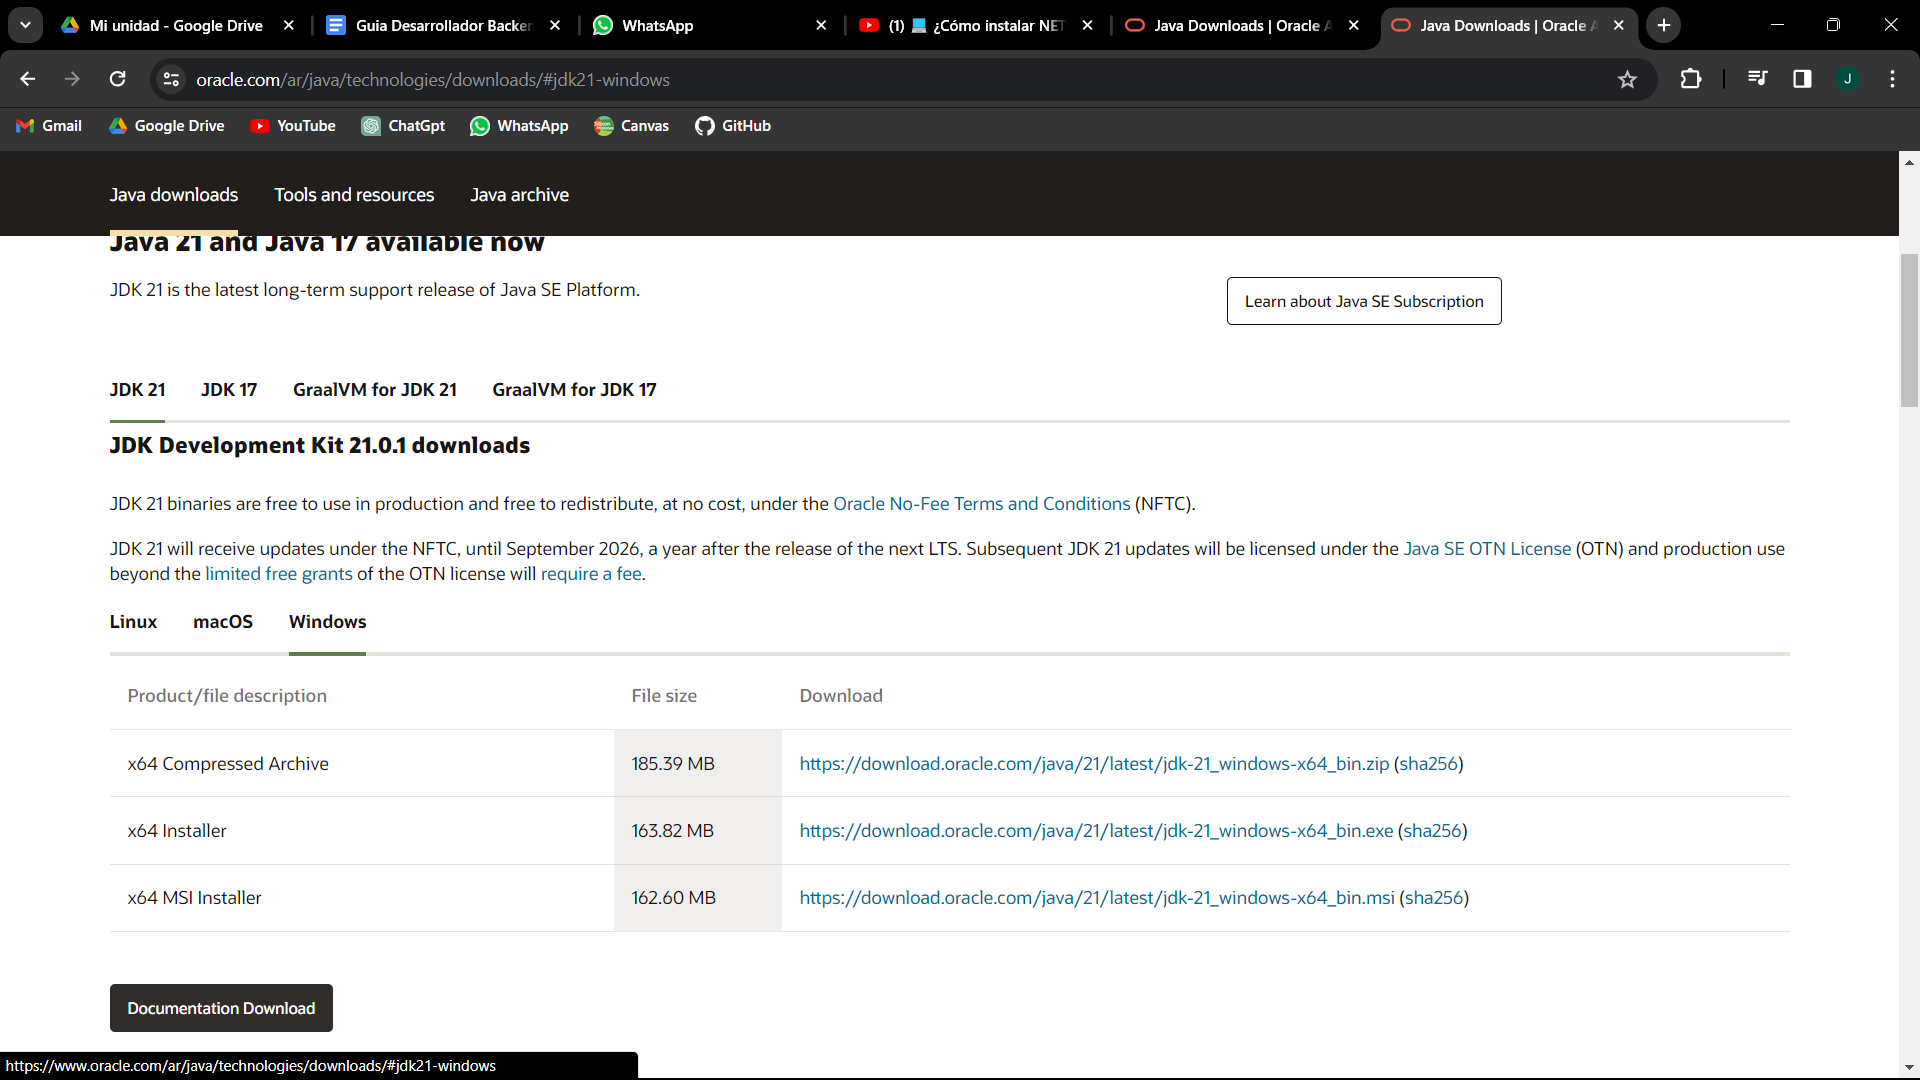 Mi unidad - Google Drive
Guia Desarrollador Backen
WhatsApp
(1) 💻 ¿Cómo instalar NET
Java Downloads | Oracle A
Java Downloads | Oracle A
oracle.com/ar/java/technologies/downloads/#jdk21-windows
J
Gmail
Google Drive
YouTube
ChatGpt
WhatsApp
Canvas
GitHub
Java downloads
Tools and resources
Java archive
Java 21 and Java 17 available now
JDK 21 is the latest long-term support release of Java SE Platform.
Learn about Java SE Subscription
JDK 21
JDK 17
GraalVM for JDK 21
GraalVM for JDK 17
JDK Development Kit 21.0.1 downloads
JDK 21 binaries are free to use in production and free to redistribute, at no cost, under the Oracle No-Fee Terms and Conditions (NFTC).
JDK 21 will receive updates under the NFTC, until September 2026, a year after the release of the next LTS. Subsequent JDK 21 updates will be licensed under the Java SE OTN License (OTN) and production use
beyond the limited free grants of the OTN license will require a fee.
Linux
macOS
Windows
Product/file description
File size
Download
x64 Compressed Archive
185.39 MB
https://download.oracle.com/java/21/latest/jdk-21_windows-x64_bin.zip (sha256)
x64 Installer
163.82 MB
https://download.oracle.com/java/21/latest/jdk-21_windows-x64_bin.exe (sha256)
x64 MSI Installer
162.60 MB
https://download.oracle.com/java/21/latest/jdk-21_windows-x64_bin.msi (sha256)
Documentation Download
https://www.oracle.com/ar/java/technologies/downloads/#jdk21-windows